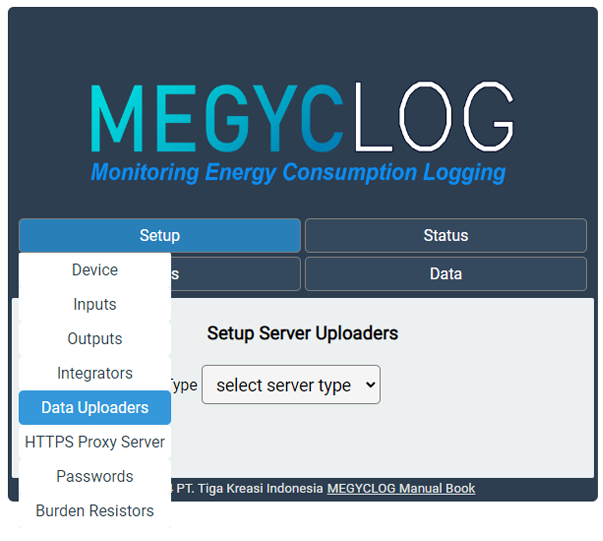 MEGYCLOG
Monitoring Energy Consumption Logging
Setup
Status
Data
Device
Inputs
Outputs
Integrators
Data Uploaders
HTTPS Proxy Server
Passwords
Burden Resistors
Setup Server Uploaders
Type select server type
PT. Tiga Kreasi Indonesia MEGYCLOG Manual Book